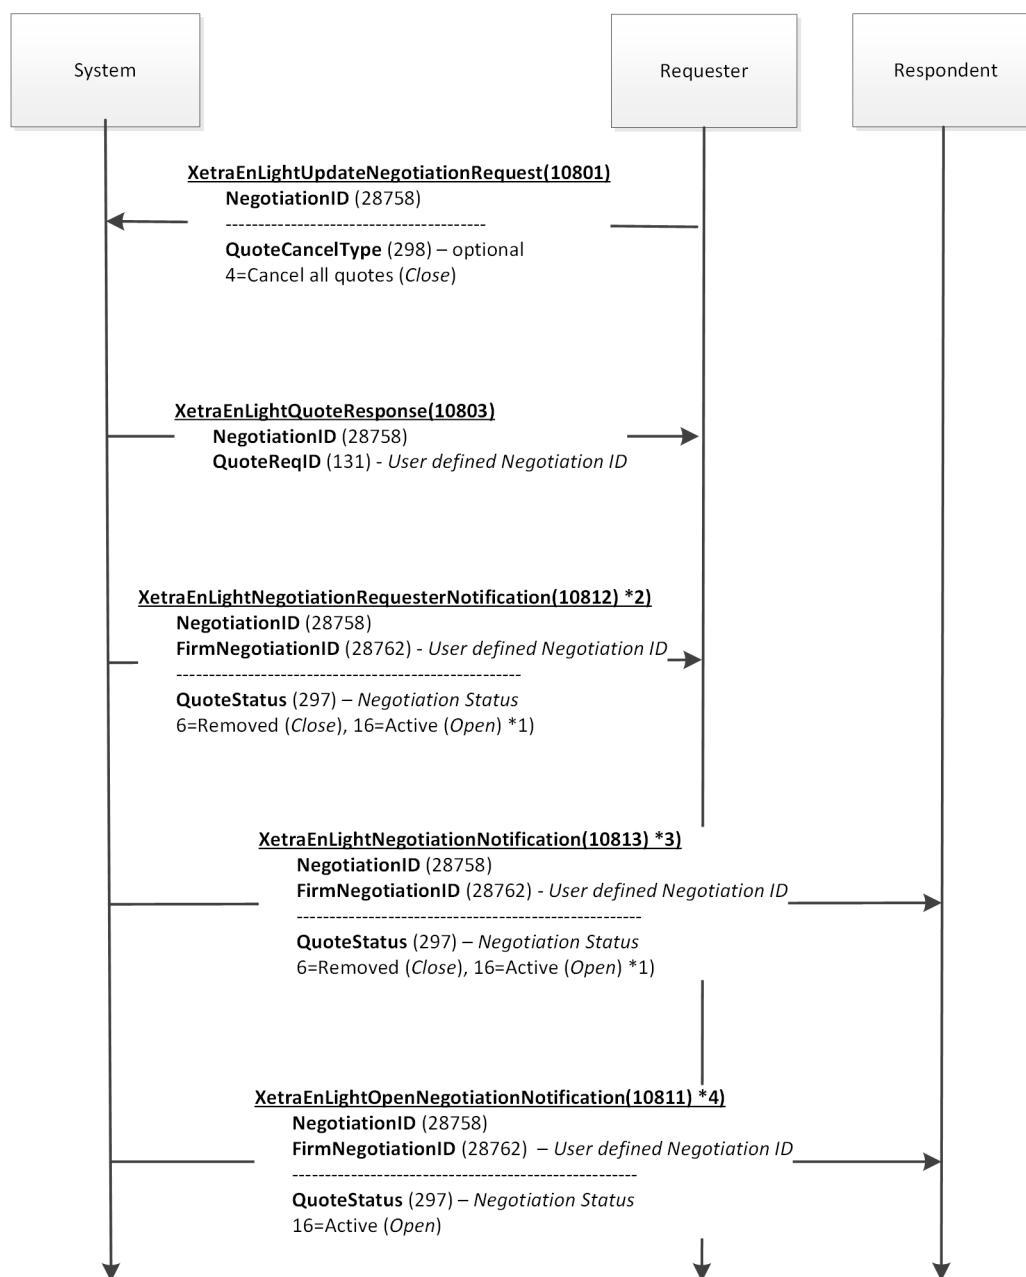 System
Requester
Respondent
XetraEnLightUpdateNegotiationRequest(10801)
NegotiationID (28758)
----------------------------------------
QuoteCancelType (298) – optional
4=Cancel all quotes (Close)
XetraEnLightQuoteResponse(10803)
NegotiationID (28758)
QuoteReqID (131) - User defined Negotiation ID
XetraEnLightNegotiationRequesterNotification(10812) *2)
NegotiationID (28758)
FirmNegotiationID (28762) - User defined Negotiation ID
-----------------------------------------------------
QuoteStatus (297) – Negotiation Status
6=Removed (Close), 16=Active (Open) *1)
XetraEnLightNegotiationNotification(10813) *3)
NegotiationID (28758)
FirmNegotiationID (28762) - User defined Negotiation ID
-----------------------------------------------------
QuoteStatus (297) – Negotiation Status
6=Removed (Close), 16=Active (Open) *1)
XetraEnLightOpenNegotiationNotification(10811) *4)
NegotiationID (28758)
FirmNegotiationID (28762) – User defined Negotiation ID
-----------------------------------------------------
QuoteStatus (297) – Negotiation Status
16=Active (Open)